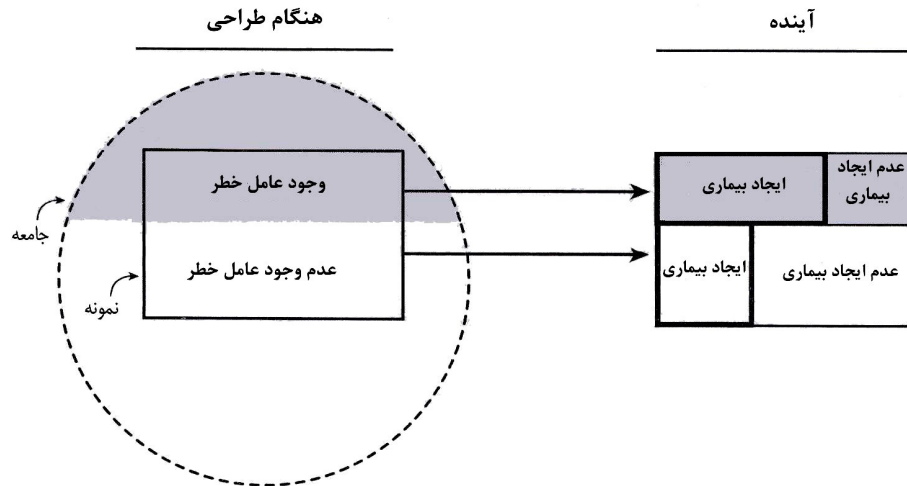 هنگام طراحی
آینده
وجود عامل خطر
عدم وجود عامل خطر
جامعه
نمونه
ایجاد بیماری
عدم ایجاد
بیماری
ایجاد بیماری
عدم ایجاد بیماری